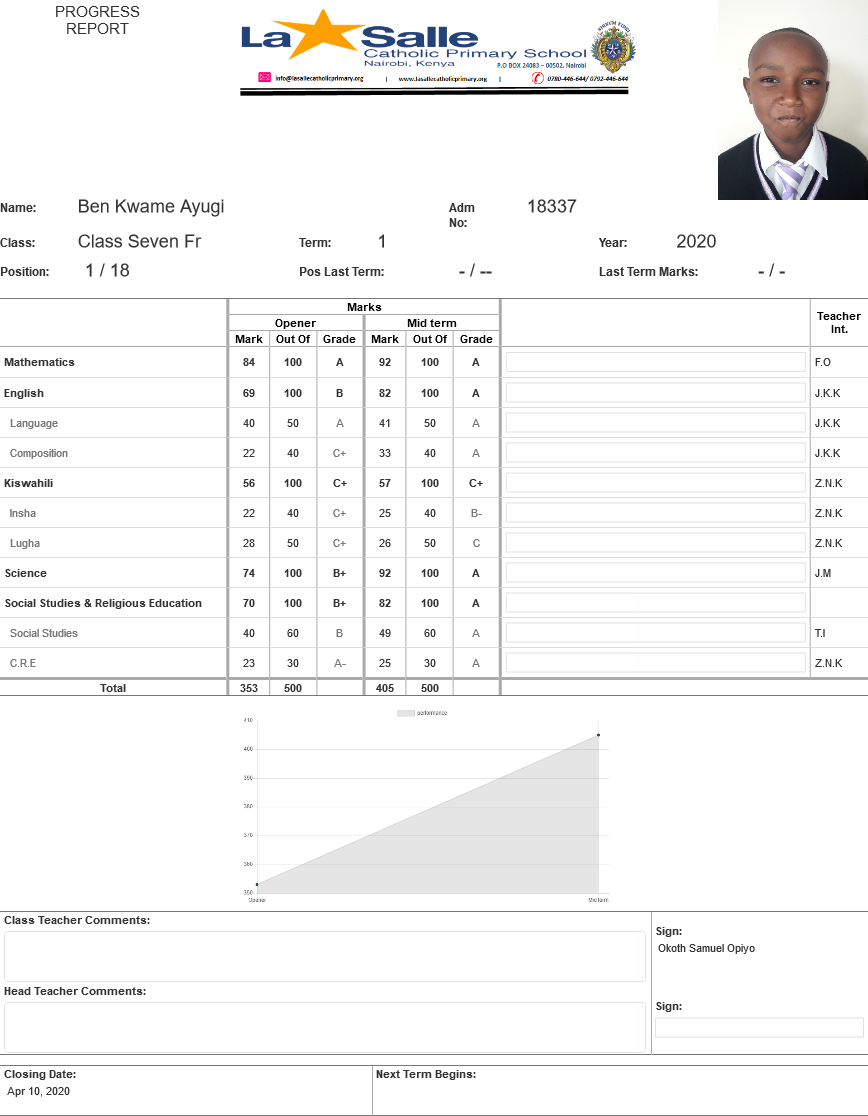 PROGRESS
REPORT
La Salle
Catholic Primary School
Nairobi, Kenya
P.O BOX 24083 – 00502, Nairobi
info@lasallecatholicprimary.org | www.lasallecatholicprimary.org | 0780-446-644/ 0792-446-644
Name: Ben Kwame Ayugi Adm No: 18337
Class: Class Seven Fr Term: 1 Year: 2020
Position: 1 / 18 Pos Last Term: - / -- Last Term Marks: - / -
Marks
Opener Mid term Teacher Int.
Mark Out Of Grade Mark Out Of Grade
Mathematics 84 100 A 92 100 A F.O
English 69 100 B 82 100 A J.K.K
Language 40 50 A 41 50 A J.K.K
Composition 22 40 C+ 33 40 A J.K.K
Kiswahili 56 100 C+ 57 100 C+ Z.N.K
Insha 22 40 C+ 25 40 B- Z.N.K
Lugha 28 50 C+ 26 50 C Z.N.K
Science 74 100 B+ 92 100 A J.M
Social Studies & Religious Education 70 100 B+ 82 100 A
Social Studies 40 60 B 49 60 A T.I
C.R.E 23 30 A- 25 30 A Z.N.K
Total 353 500 405 500
performance
410
400
390
380
370
360
350
Opener Mid term
Class Teacher Comments:
Sign:
Okoth Samuel Opiyo
Head Teacher Comments:
Sign:
Closing Date: Next Term Begins:
Apr 10, 2020